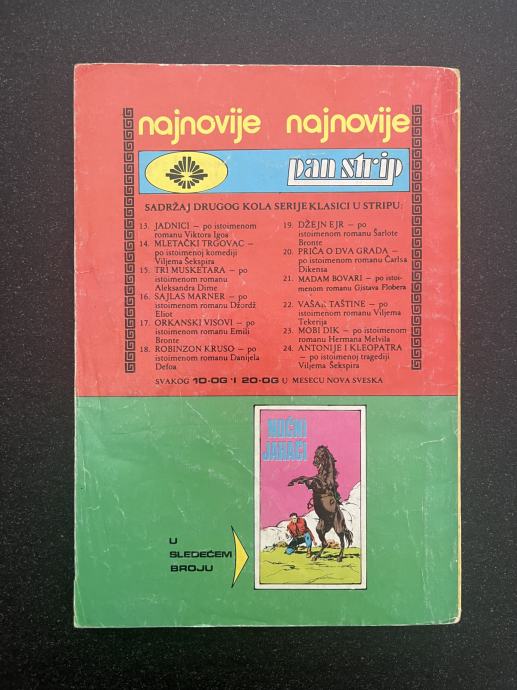 najnovije najnovije
pan strip
SADRŽAJ DRUGOG KOLA SERIJE KLASICI U STRIPU:
13. JADNICI — po istoimenom
romanu Viktora Igoa
14. MLETAČKI TRGOVAC —
po istoimenoj komediji
Viljema Šekspira
15. TRI MUSKETARA — po
istoimenom romanu
Aleksandra Dime
16. SAJLAS MARNER — po
istoimenom romanu Džordž
Eliot
17. ORKANSKI VISOVI — po
istoimenom romanu Emili
Bronte
18. ROBINZON KRUSO — po
istoimenom romanu Danijela
Defoa
19. DŽEJN EJR — po
istoimenom romanu Šarlote
Bronte
20. PRIČA O DVA GRADA —
po istoimenom romanu Čarlsa
Dikensa
21. MADAM BOVARI — po istoi-
menom romanu Gistava Flobera
22. VAŠAR TAŠTINE — po
istoimenom romanu Viljema
Tekerija
23. MOBI DIK — po istoimenom
romanu Hermana Melvila
24. ANTONIJE I KLEOPATRA
— po istoimenoj tragediji
Viljema Šekspira
SVAKOG 10-OG I 20-OG U MESECU NOVA SVESKA
NOĆNI
JAHAČI
U
SLEDEĆEM
BROJU